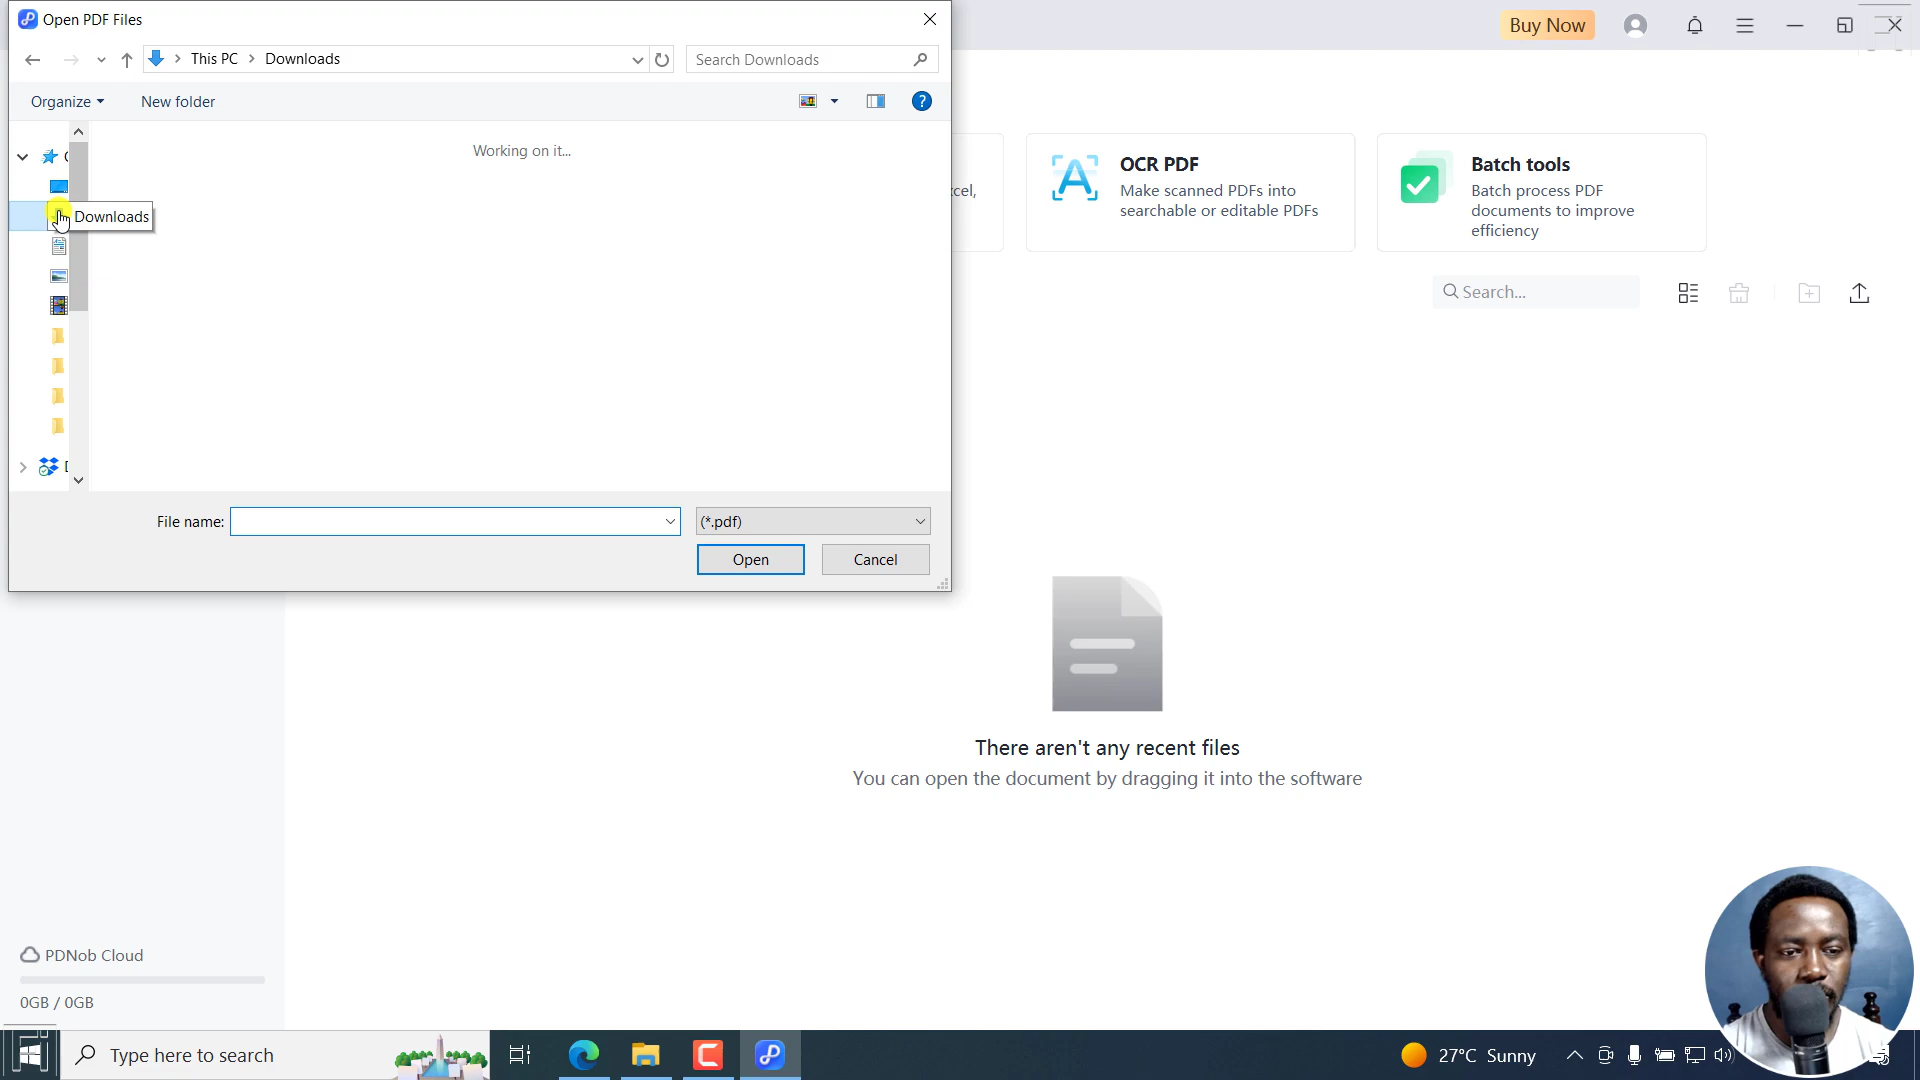 Open PDF Files
Buy Now
This PC
Downloads
Search Downloads
Organize
New folder
Working on it...
Downloads
File name:
(*.pdf)
Open
Cancel
OCR PDF
Make scanned PDFs into
searchable or editable PDFs
Batch tools
Batch process PDF
documents to improve
efficiency
Search...
There aren't any recent files
You can open the document by dragging it into the software
PDNob Cloud
0GB / 0GB
Type here to search
27°C Sunny